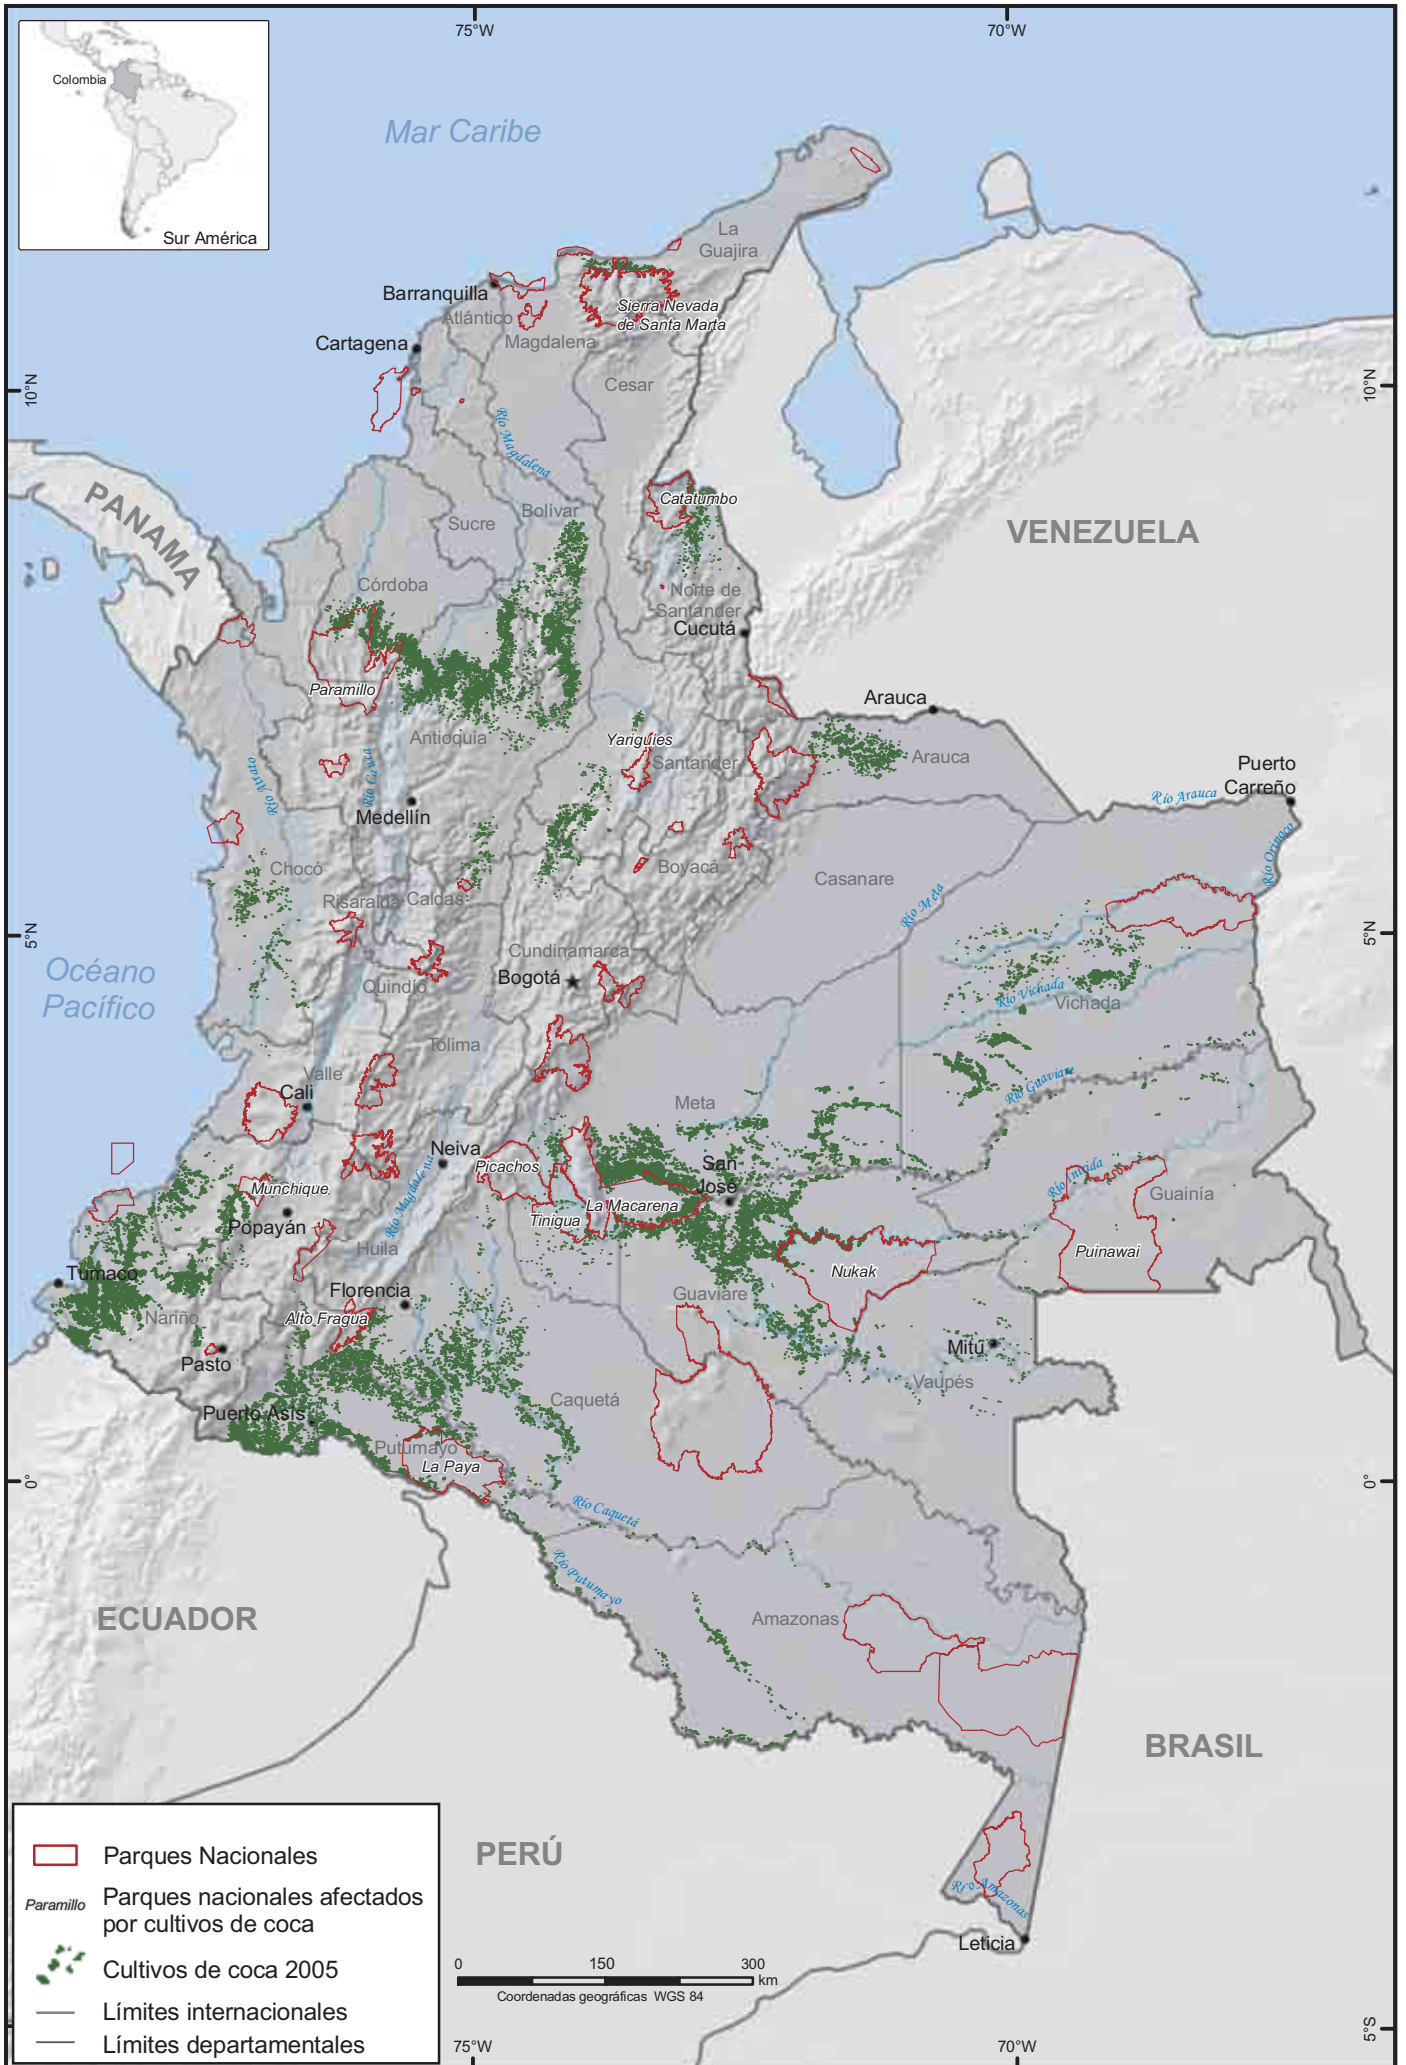 75°W
70°W
Colombia
Sur América
Mar Caribe
La
Guajira
Barranquilla
Atlántico
Sierra Nevada
de Santa Marta
Magdalena
Cartagena
Cesar
10°N
10°N
Río Magdalena
PANAMA
Catatumbo
Sucre
Bolívar
VENEZUELA
Córdoba
Norte de
Santander
Cucutá
Paramillo
Arauca
Antioquia
Yariguíes
Santander
Arauca
Puerto
Carreño
Río Arauca
Río Atrato
Río Cauca
Medellín
Río Orinoco
Chocó
Boyacá
Casanare
Risaralda
Caldas
Río Meta
5°N
5°N
Océano
Pacífico
Cundinamarca
Bogotá
Quindío
Río Vichada
Vichada
Tolima
Valle
Cali
Río Guaviare
Meta
Neiva
Picachos
San
José
Río Inírida
Munchique
Guainía
La Macarena
Popayán
Río Magdalena
Tinigua
Huila
Puinawai
Nukak
Tumaco
Florencia
Guaviare
Nariño
Alto Fragua
Mitú
Pasto
Vaupés
Caquetá
Puerto Asís
Putumayo
La Paya
0°
0°
Río Caquetá
Río Putumayo
ECUADOR
Amazonas
BRASIL
PERÚ
Parques Nacionales
Paramillo
Parques nacionales afectados
por cultivos de coca
Río Amazonas
Leticia
Cultivos de coca 2005
0 150 300
km
Coordenadas geográficas WGS 84
Límites internacionales
Límites departamentales
5°S
75°W
70°W